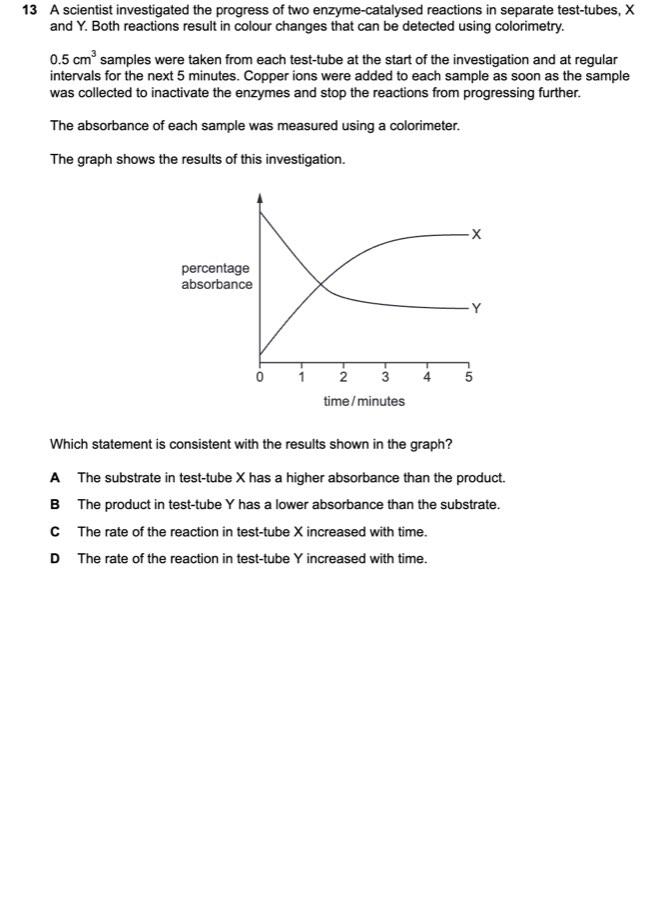 13 A scientist investigated the progress of two enzyme-catalysed reactions in separate test-tubes, X
and Y. Both reactions result in colour changes that can be detected using colorimetry.
0.5 cm³ samples were taken from each test-tube at the start of the investigation and at regular
intervals for the next 5 minutes. Copper ions were added to each sample as soon as the sample
was collected to inactivate the enzymes and stop the reactions from progressing further.
The absorbance of each sample was measured using a colorimeter.
The graph shows the results of this investigation.
X
percentage
absorbance
Y
0 1 2 3 4 5
time / minutes
Which statement is consistent with the results shown in the graph?
A The substrate in test-tube X has a higher absorbance than the product.
B The product in test-tube Y has a lower absorbance than the substrate.
C The rate of the reaction in test-tube X increased with time.
D The rate of the reaction in test-tube Y increased with time.